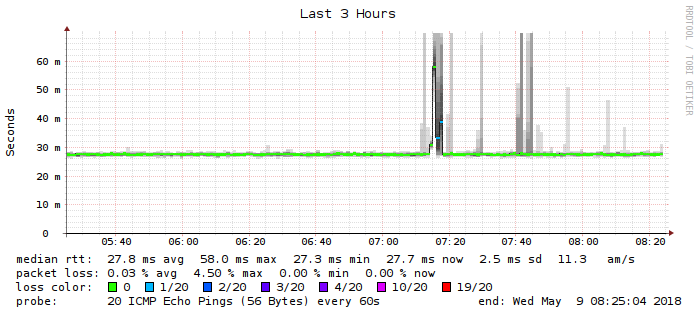 Last 3 Hours
RRDTOOL / TOBI OETIKER
Seconds
60 m
50 m
40 m
30 m
20 m
10 m
0
05:40 06:00 06:20 06:40 07:00 07:20 07:40 08:00 08:20
median rtt: 27.8 ms avg 58.0 ms max 27.3 ms min 27.7 ms now 2.5 ms sd 11.3 am/s
packet loss: 0.03 % avg 4.50 % max 0.00 % min 0.00 % now
loss color: 0 1/20 2/20 3/20 4/20 10/20 19/20
probe: 20 ICMP Echo Pings (56 Bytes) every 60s end: Wed May 9 08:25:04 2018